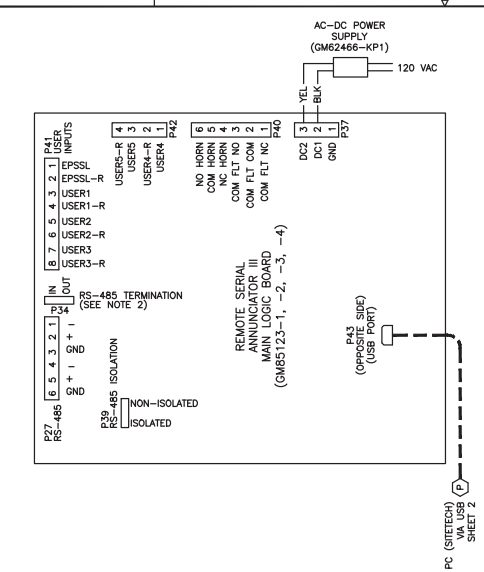 AC-DC POWER
SUPPLY
(GM62466-KP1)
120 VAC
YEL
BLK
P41
USER
INPUTS
1 EPSSL
2 EPSSL-R
3 USER1
4 USER1-R
5 USER2
6 USER2-R
7 USER3
8 USER3-R
P42
4 USER5-R
3 USER5
2 USER4-R
1 USER4
P40
6 NO HORN
5 COM HORN
4 NC HORN
3 COM FLT NO
2 COM FLT COM
1 COM FLT NC
P37
3 DC2
2 DC1
1 GND
IN
OUT
P34
RS-485 TERMINATION
(SEE NOTE 2)
P27
RS-485
1 −
2 +
3 GND
4 −
5 +
6 GND
P39
RS-485 ISOLATION
NON-ISOLATED
ISOLATED
REMOTE SERIAL
ANNUNCIATOR III
MAIN LOGIC BOARD
(GM85123-1, -2, -3, -4)
P43
(OPPOSITE SIDE)
(USB PORT)
P
PC (SITETECH)
VIA USB
SHEET 2